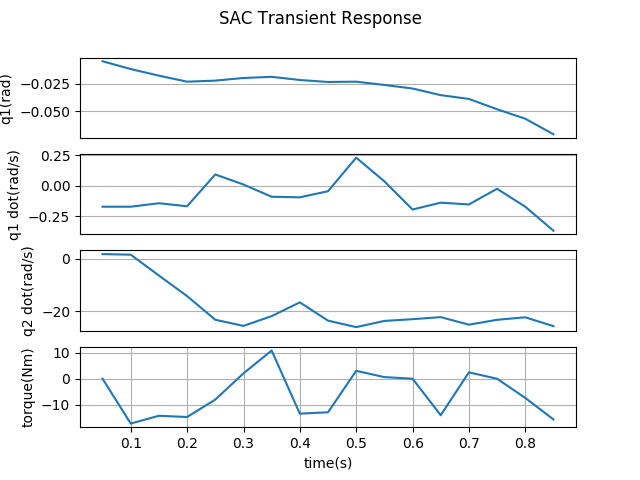 SAC Transient Response
q1(rad)
−0.025
−0.050
q1 dot(rad/s)
0.25
0.00
−0.25
q2 dot(rad/s)
0
−20
torque(Nm)
10
0
−10
0.1 0.2 0.3 0.4 0.5 0.6 0.7 0.8
time(s)